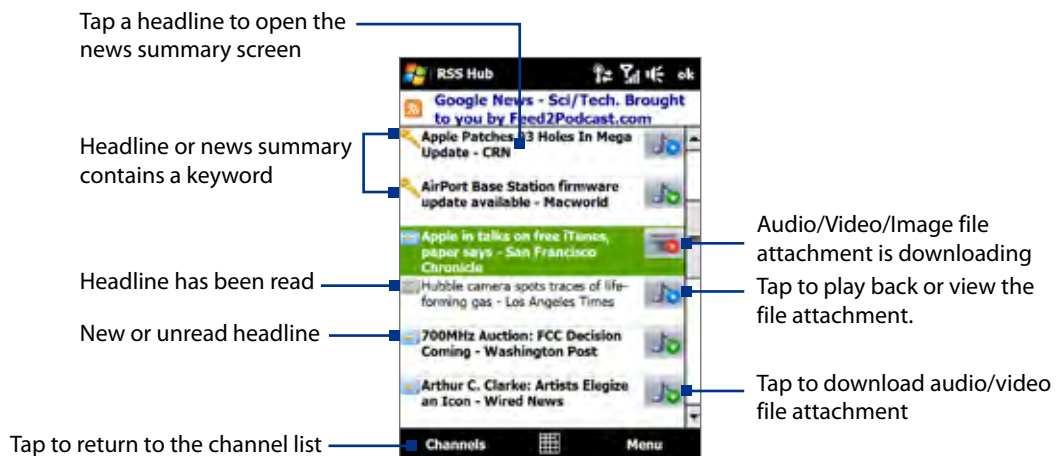 Tap a headline to open the
news summary screen
Headline or news summary
contains a keyword
Headline has been read
New or unread headline
Tap to return to the channel list
RSS Hub
ok
Google News - Sci/Tech. Brought
to you by Feed2Podcast.com
Apple Patches 93 Holes In Mega
Update - CRN
AirPort Base Station firmware
update available - Macworld
Apple in talks on free iTunes,
paper says - San Francisco
Chronicle
Hubble camera spots traces of life-
forming gas - Los Angeles Times
700MHz Auction: FCC Decision
Coming - Washington Post
Arthur C. Clarke: Artists Elegize
an Icon - Wired News
Channels
Menu
Audio/Video/Image file
attachment is downloading
Tap to play back or view the
file attachment.
Tap to download audio/video
file attachment